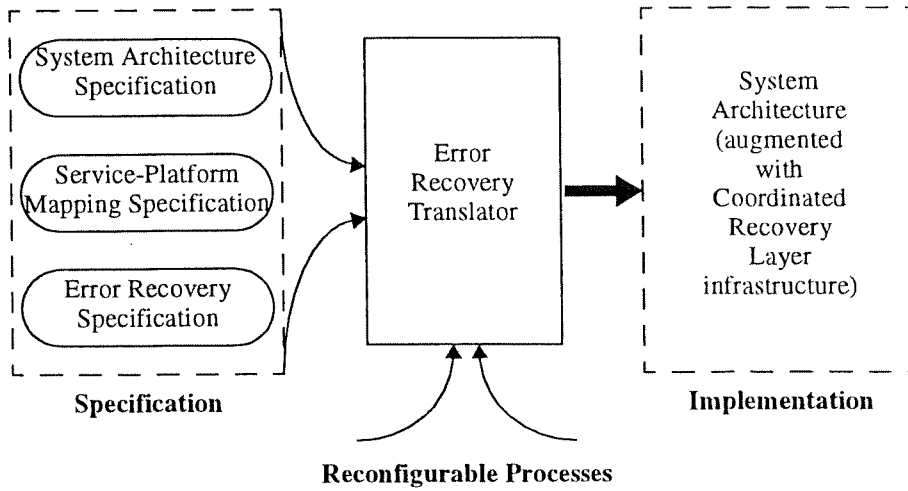 System Architecture
Specification
Service-Platform
Mapping Specification
Error Recovery
Specification
Specification
Error
Recovery
Translator
Reconfigurable Processes
System
Architecture
(augmented
with
Coordinated
Recovery
Layer
infrastructure)
Implementation